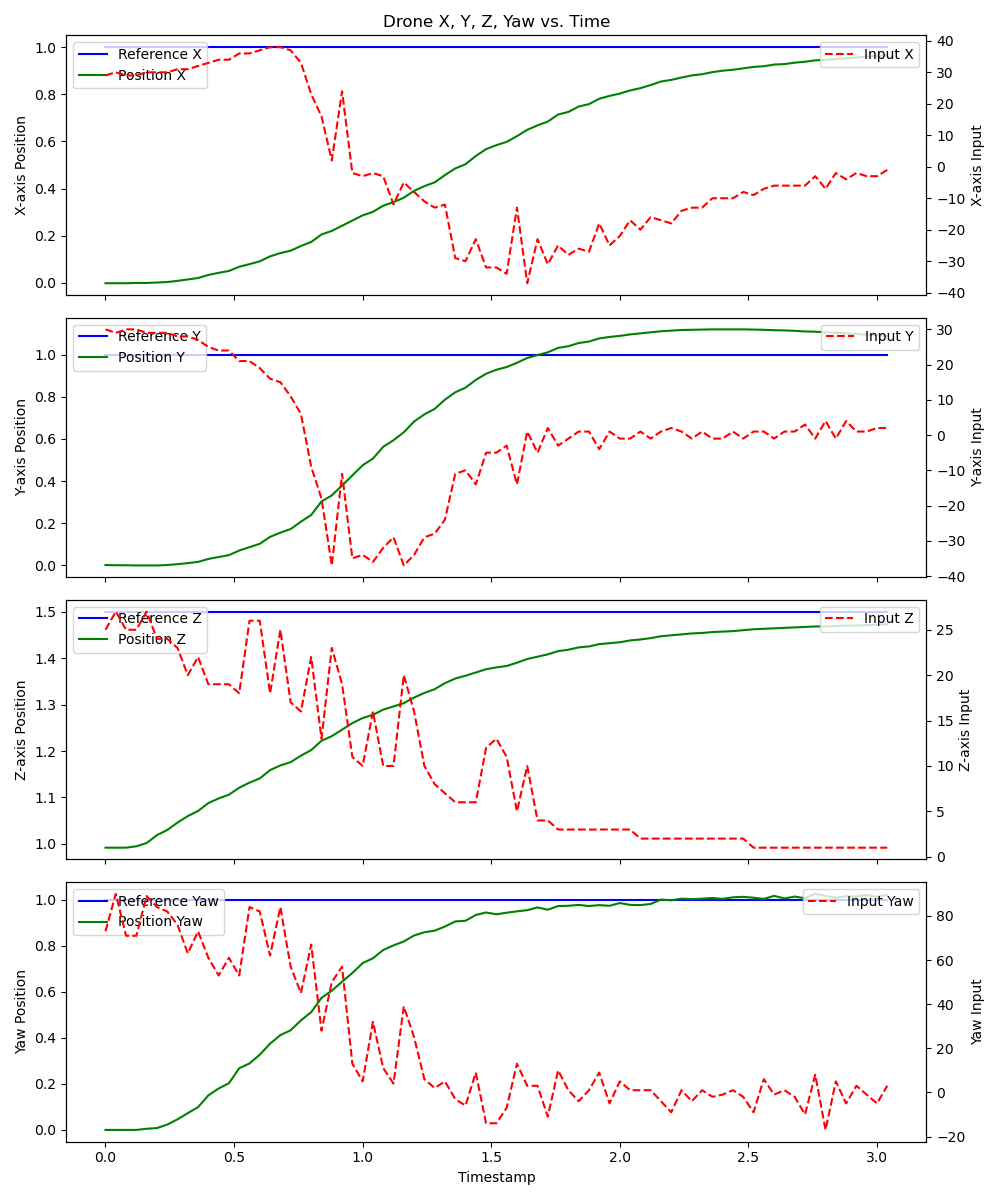 Drone X, Y, Z, Yaw vs. Time
1.0
0.8
0.6
0.4
0.2
0.0
X-axis Position
Reference X
Position X
Input X
40
30
20
10
0
−10
−20
−30
−40
X-axis Input
1.0
0.8
0.6
0.4
0.2
0.0
Y-axis Position
Reference Y
Position Y
Input Y
30
20
10
0
−10
−20
−30
−40
Y-axis Input
1.5
1.4
1.3
1.2
1.1
1.0
Z-axis Position
Reference Z
Position Z
Input Z
25
20
15
10
5
0
Z-axis Input
1.0
0.8
0.6
0.4
0.2
0.0
Yaw Position
Reference Yaw
Position Yaw
Input Yaw
80
60
40
20
0
−20
Yaw Input
0.0 0.5 1.0 1.5 2.0 2.5 3.0
Timestamp